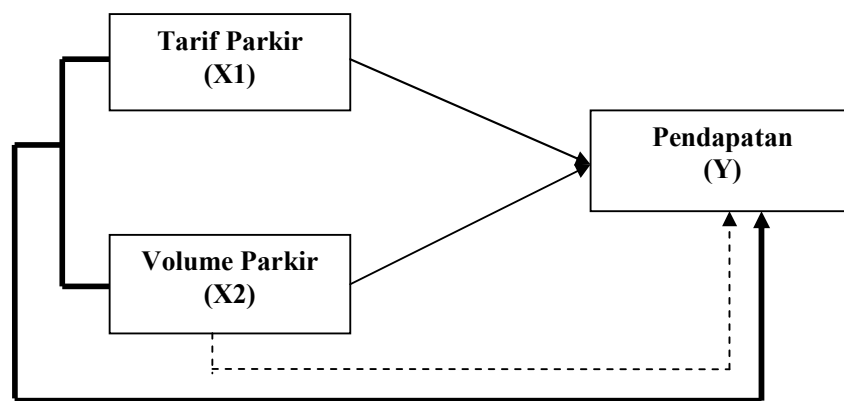 Tarif Parkir
(X1)
Pendapatan
(Y)
Volume Parkir
(X2)